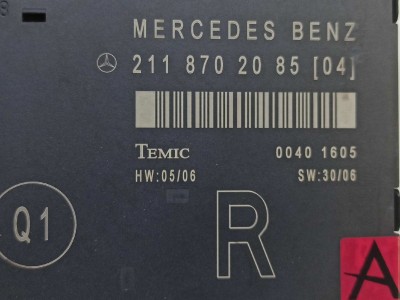 MERCEDES BENZ
211 870 20 85 [04]
TEMIC 0040 1605
HW:05/06 SW:30/06
Q1
R
A